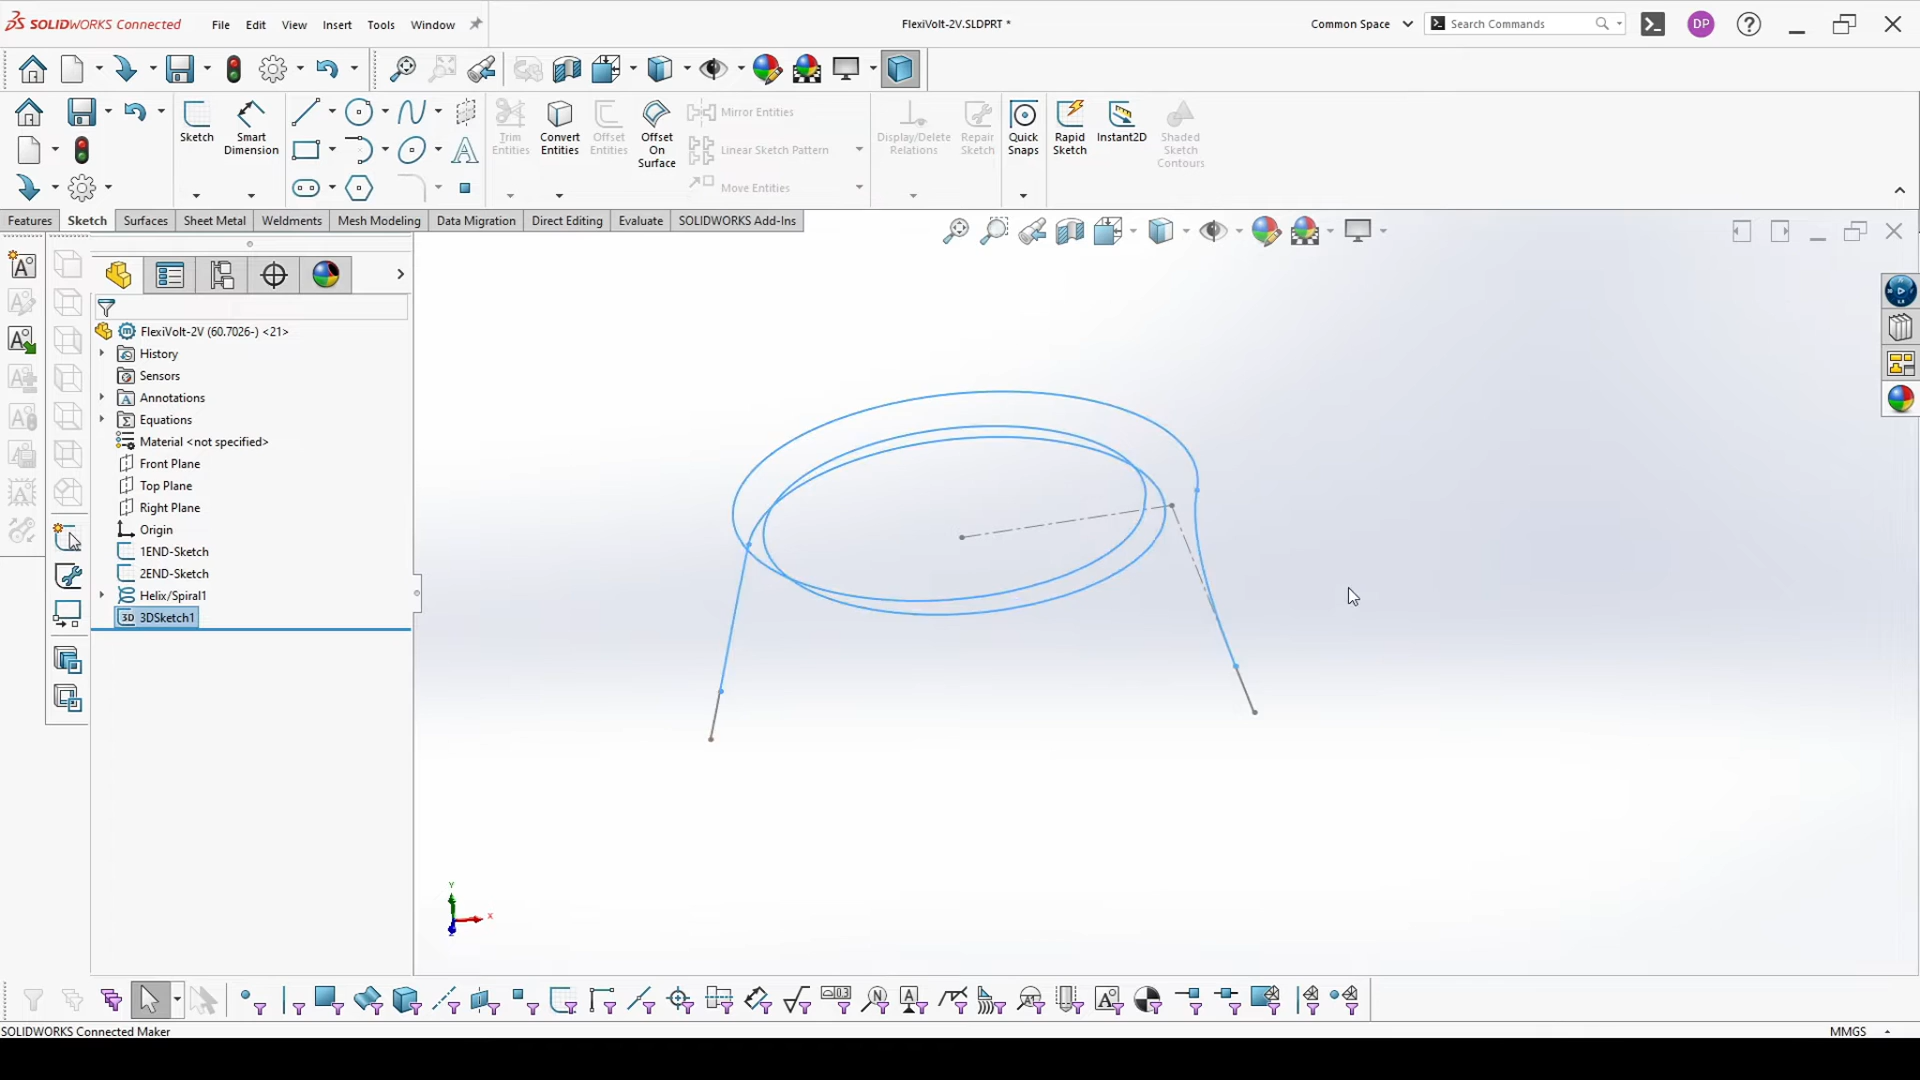 SOLIDWORKS Connected File Edit View Insert Tools Window FlexiVolt-2V.SLDPRT * Common Space Search Commands DP
Sketch Smart Dimension Trim Entities Convert Entities Offset Entities Offset On Surface Mirror Entities Linear Sketch Pattern Move Entities Display/Delete Relations Repair Sketch Quick Snaps Rapid Sketch Instant2D Shaded Sketch Contours
Features Sketch Surfaces Sheet Metal Weldments Mesh Modeling Data Migration Direct Editing Evaluate SOLIDWORKS Add-Ins
FlexiVolt-2V (60.7026-) <21>
History
Sensors
Annotations
Equations
Material <not specified>
Front Plane
Top Plane
Right Plane
Origin
1END-Sketch
2END-Sketch
Helix/Spiral1
3D 3DSketch1
Y
X
Z
SOLIDWORKS Connected Maker MMGS